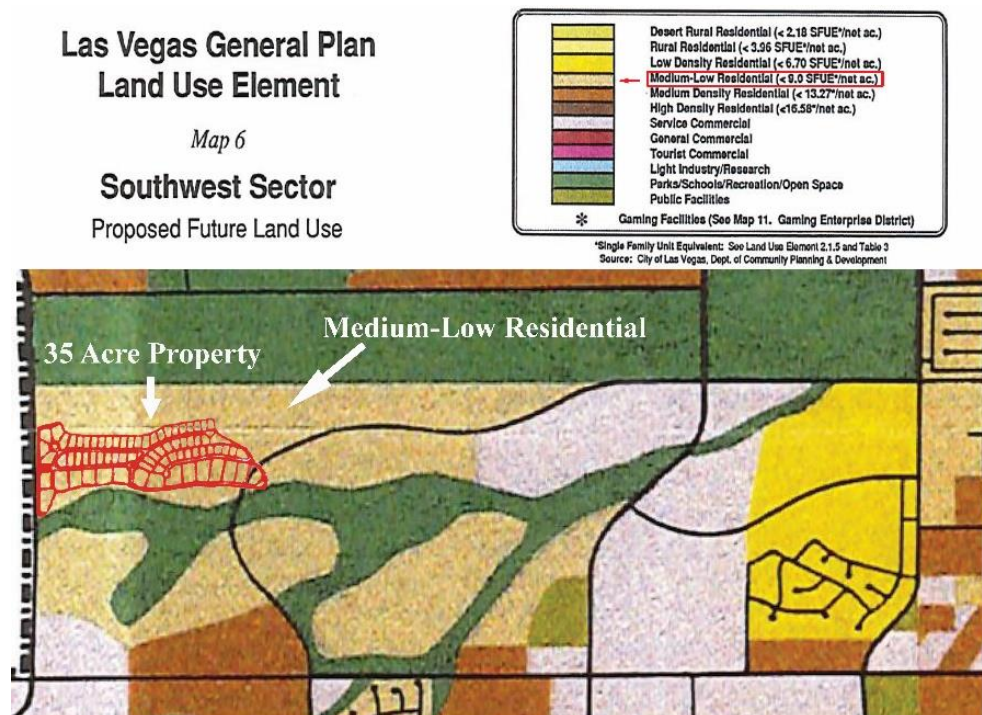 Las Vegas General Plan
Land Use Element
Map 6
Southwest Sector
Proposed Future Land Use
Desert Rural Residential (< 2.18 SFUE*/net ac.)
Rural Residential (< 3.96 SFUE*/net ac.)
Low Density Residential (< 6.70 SFUE*/net ac.)
Medium-Low Residential (< 9.0 SFUE*/net ac.)
Medium Density Residential (< 13.27*/net ac.)
High Density Residential (<16.58*/net ac.)
Service Commercial
General Commercial
Tourist Commercial
Light Industry/Research
Parks/Schools/Recreation/Open Space
Public Facilities
* Gaming Facilities (See Map 11. Gaming Enterprise District)
*Single Family Unit Equivalent: See Land Use Element 2.1.5 and Table 3
Source: City of Las Vegas, Dept. of Community Planning & Development
Medium-Low Residential
35 Acre Property